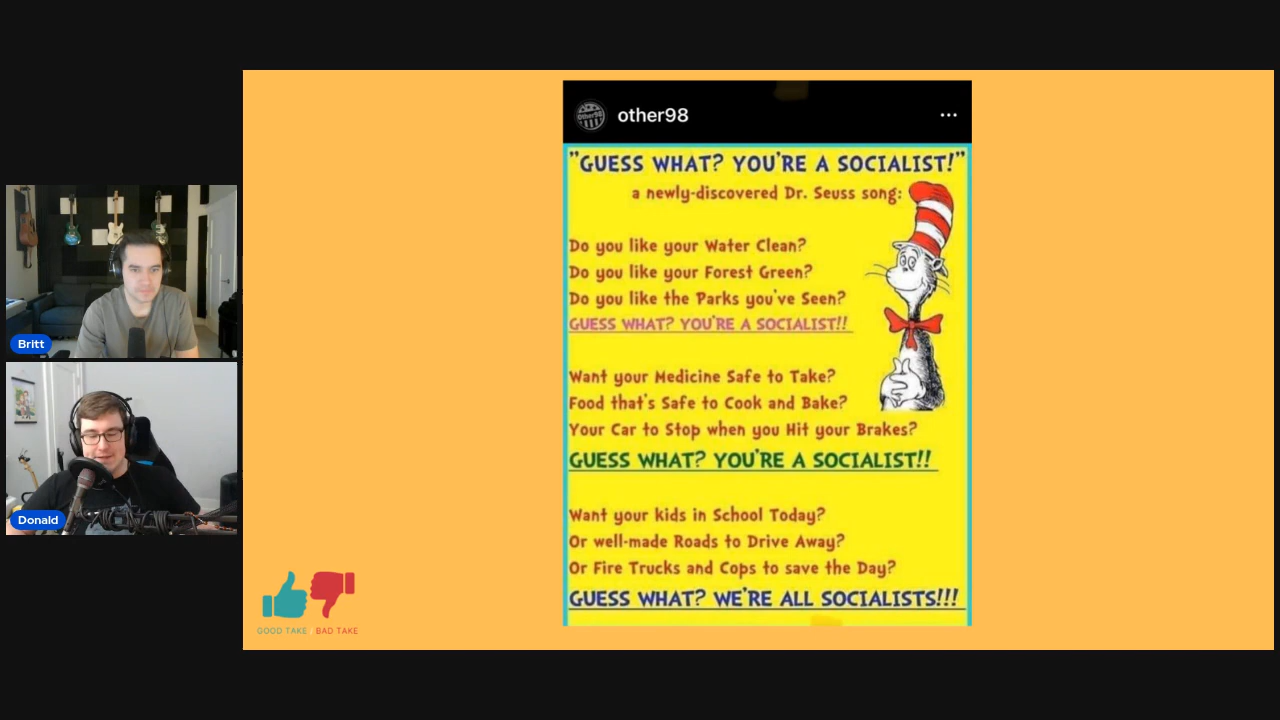 other98
"GUESS WHAT? YOU'RE A SOCIALIST!"
a newly-discovered Dr. Seuss song:
Do you like your Water Clean?
Do you like your Forest Green?
Do you like the Parks you've Seen?
GUESS WHAT? YOU'RE A SOCIALIST!!
Want your Medicine Safe to Take?
Food that's Safe to Cook and Bake?
Your Car to Stop when you Hit your Brakes?
GUESS WHAT? YOU'RE A SOCIALIST!!
Want your kids in School Today?
Or well-made Roads to Drive Away?
Or Fire Trucks and Cops to save the Day?
GUESS WHAT? WE'RE ALL SOCIALISTS!!!
Britt
Donald
GOOD TAKE / BAD TAKE